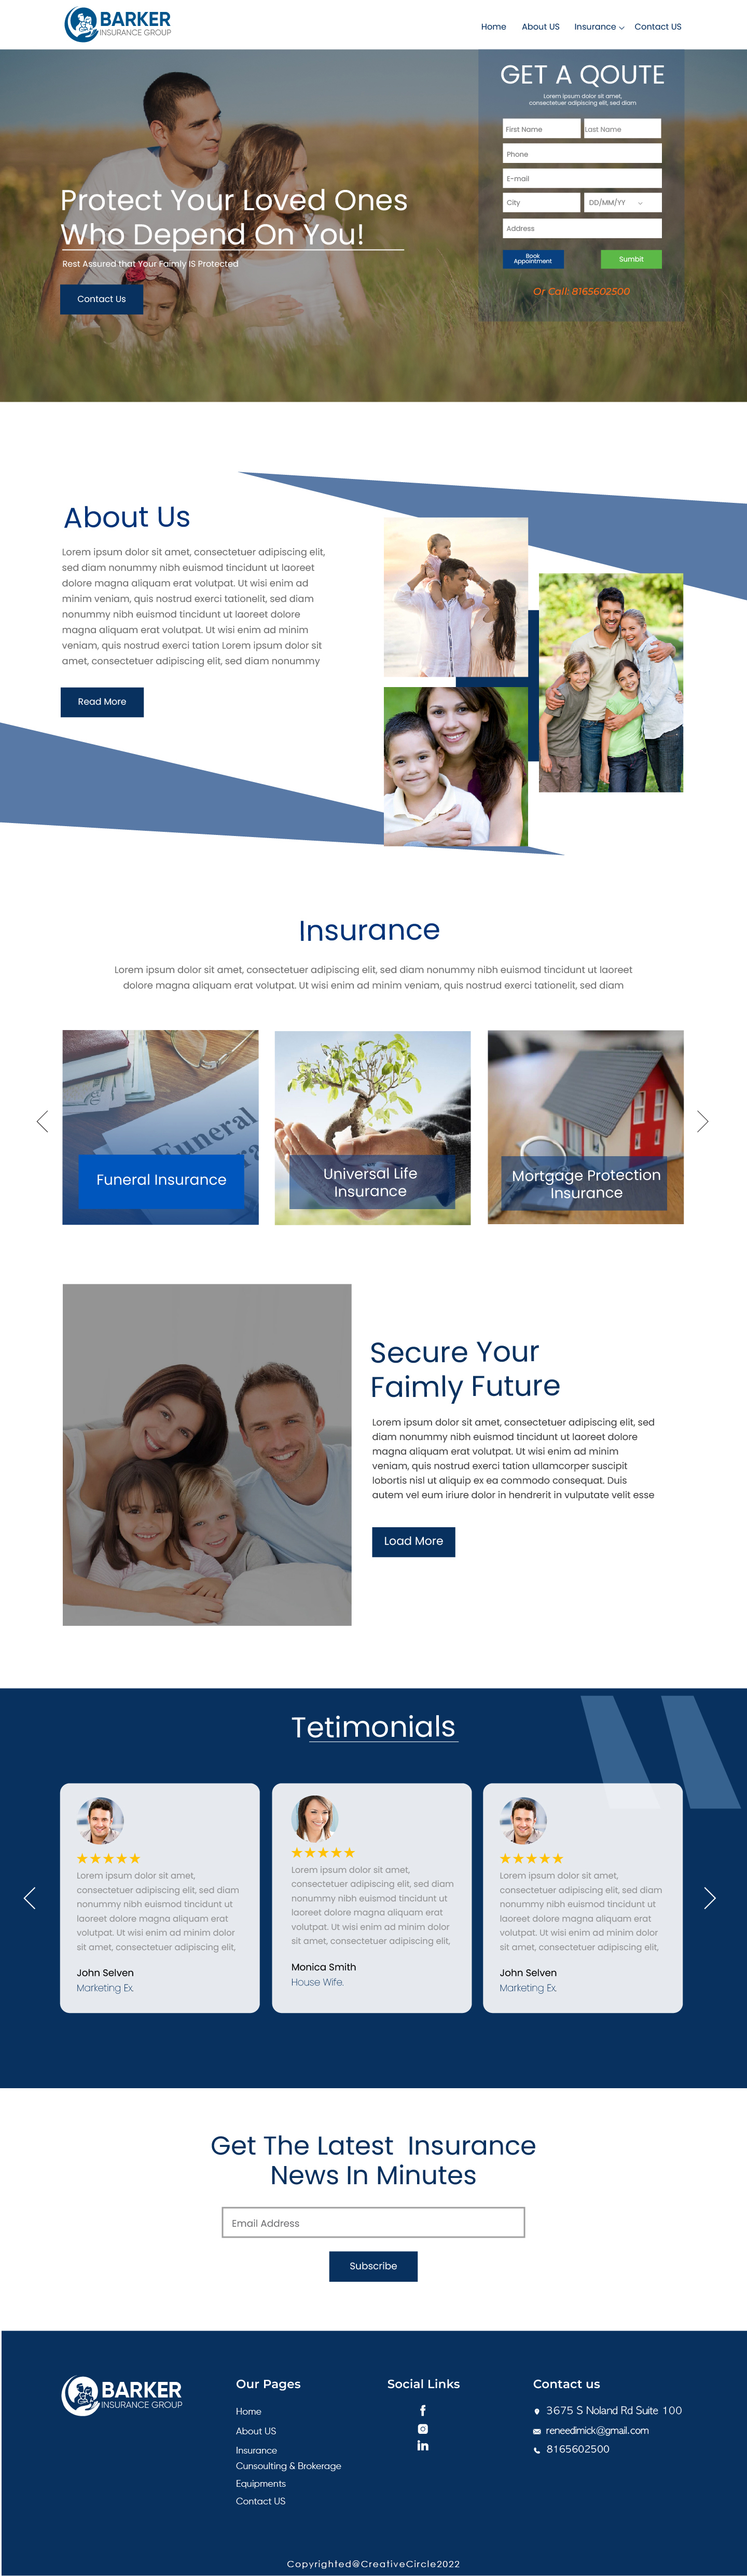 BARKER
INSURANCE GROUP
Home About US Insurance Contact US
GET A QOUTE
Lorem ipsum dolor sit amet,
consectetuer adipiscing elit, sed diam
First Name Last Name
Phone
E-mail
City DD/MM/YY
Address
Book
Appointment
Sumbit
Or Call: 8165602500
Protect Your Loved Ones
Who Depend On You!
Rest Assured that Your Faimly IS Protected
Contact Us
About Us
Lorem ipsum dolor sit amet, consectetuer adipiscing elit,
sed diam nonummy nibh euismod tincidunt ut laoreet
dolore magna aliquam erat volutpat. Ut wisi enim ad
minim veniam, quis nostrud exerci tationelit, sed diam
nonummy nibh euismod tincidunt ut laoreet dolore
magna aliquam erat volutpat. Ut wisi enim ad minim
veniam, quis nostrud exerci tation Lorem ipsum dolor sit
amet, consectetuer adipiscing elit, sed diam nonummy
Read More
Insurance
Lorem ipsum dolor sit amet, consectetuer adipiscing elit, sed diam nonummy nibh euismod tincidunt ut laoreet
dolore magna aliquam erat volutpat. Ut wisi enim ad minim veniam, quis nostrud exerci tationelit, sed diam
Funeral
Funeral Insurance
Universal Life
Insurance
Mortgage Protection
Insurance
Secure Your
Faimly Future
Lorem ipsum dolor sit amet, consectetuer adipiscing elit, sed
diam nonummy nibh euismod tincidunt ut laoreet dolore
magna aliquam erat volutpat. Ut wisi enim ad minim
veniam, quis nostrud exerci tation ullamcorper suscipit
lobortis nisl ut aliquip ex ea commodo consequat. Duis
autem vel eum iriure dolor in hendrerit in vulputate velit esse
Load More
Tetimonials
Lorem ipsum dolor sit amet,
consectetuer adipiscing elit, sed diam
nonummy nibh euismod tincidunt ut
laoreet dolore magna aliquam erat
volutpat. Ut wisi enim ad minim dolor
sit amet, consectetuer adipiscing elit,
John Selven
Marketing Ex.
Lorem ipsum dolor sit amet,
consectetuer adipiscing elit, sed diam
nonummy nibh euismod tincidunt ut
laoreet dolore magna aliquam erat
volutpat. Ut wisi enim ad minim dolor
sit amet, consectetuer adipiscing elit,
Monica Smith
House Wife.
Lorem ipsum dolor sit amet,
consectetuer adipiscing elit, sed diam
nonummy nibh euismod tincidunt ut
laoreet dolore magna aliquam erat
volutpat. Ut wisi enim ad minim dolor
sit amet, consectetuer adipiscing elit,
John Selven
Marketing Ex.
Get The Latest Insurance
News In Minutes
Email Address
Subscribe
BARKER
INSURANCE GROUP
Our Pages
Home
About US
Insurance
Cunsoulting & Brokerage
Equipments
Contact US
Social Links
Contact us
3675 S Noland Rd Suite 100
reneedimick@gmail.com
8165602500
Copyrighted@CreativeCircle2022